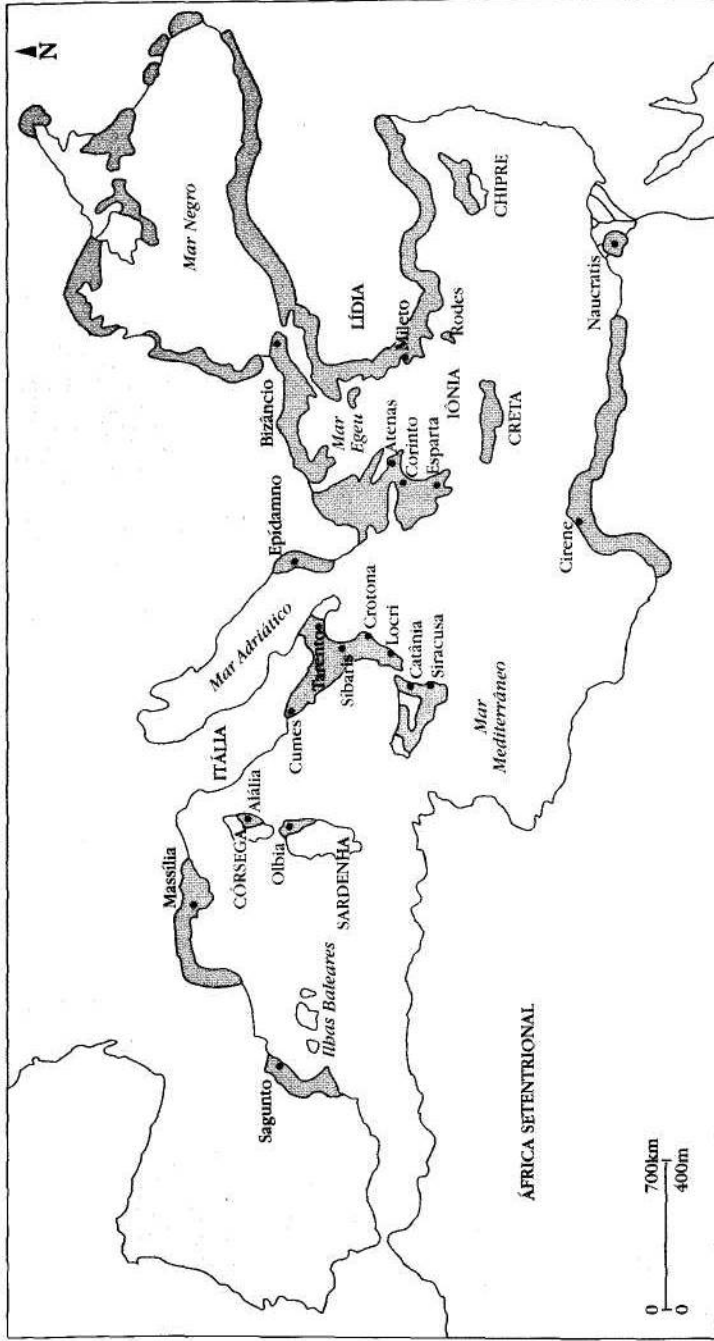 N
Mar Negro
Bizâncio
LÍDIA
Mar
Egeu
Mileto
Rodes
CHIPRE
Atenas
Corinto
Esparta
IÔNIA
CRETA
Naucratis
Cirene
Epídamno
Mar Adriático
Tarento
Sibaris
Crotona
Locri
Catânia
Siracusa
ITÁLIA
Cumes
Mar
Mediterrâneo
Massília
CÓRSEGA
Alália
Olbia
SARDENHA
Ilbas Baleares
Sagunto
ÁFRICA SETENTRIONAL
0 700km
0 400m